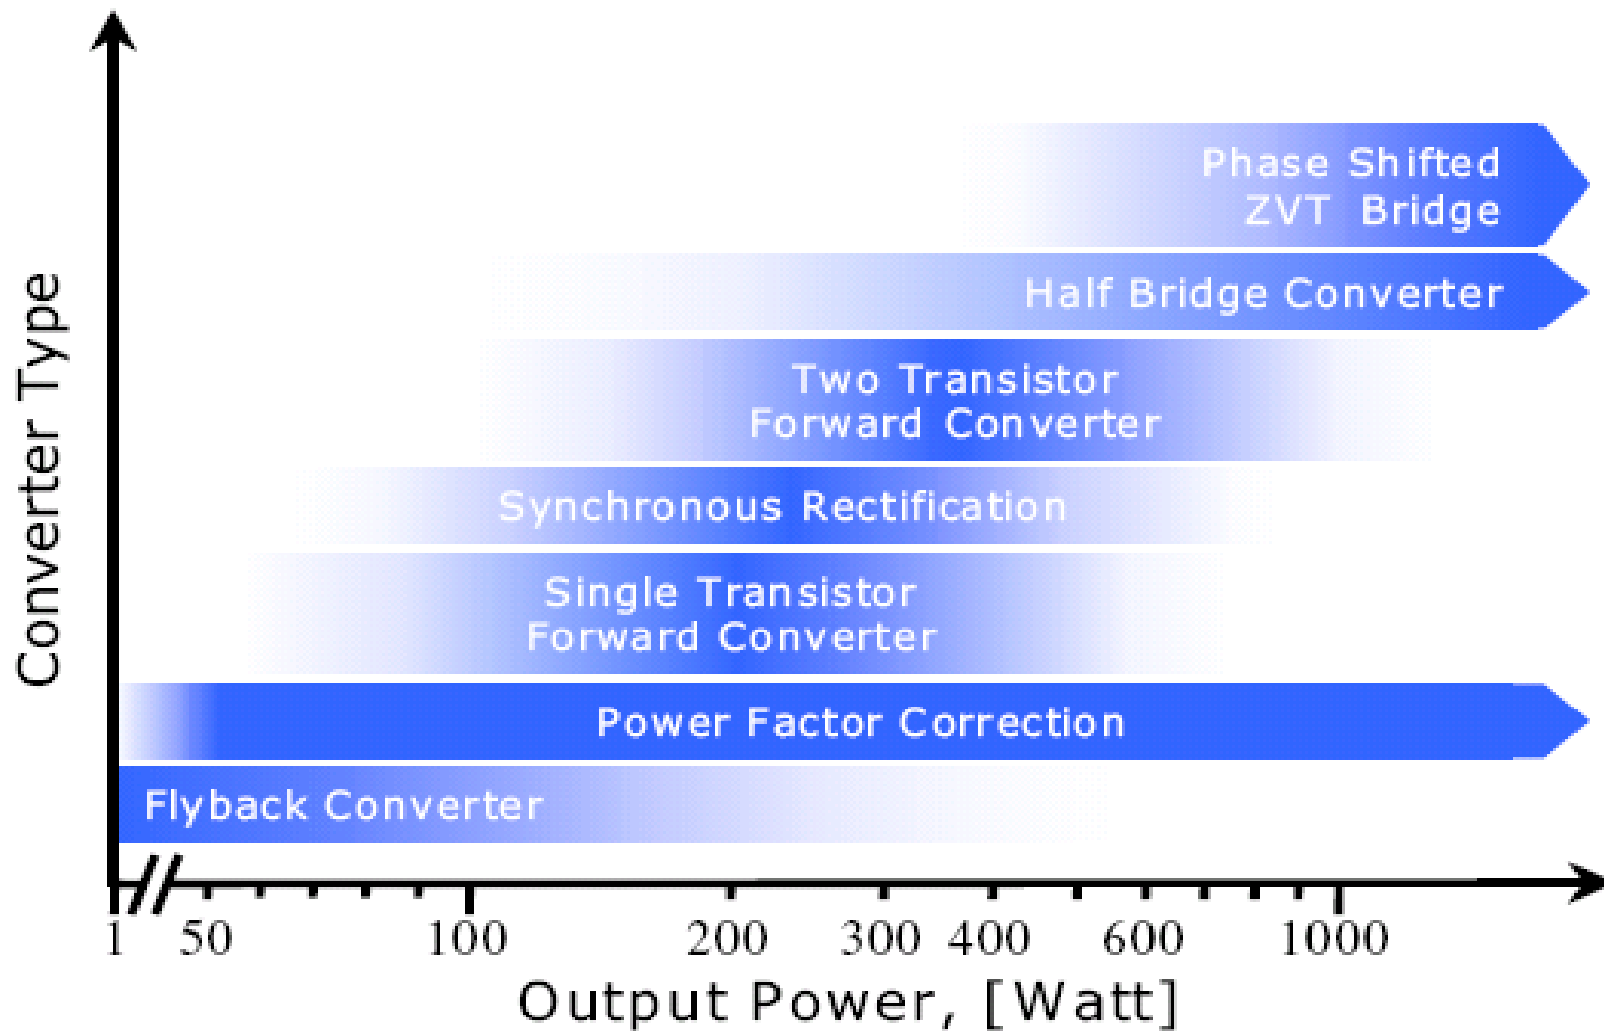 Phase Shifted
ZVT Bridge
Half Bridge Converter
Two Transistor
Forward Converter
Synchronous Rectification
Single Transistor
Forward Converter
Power Factor Correction
Flyback Converter
Converter Type
1 50 100 200 300 400 600 1000
Output Power, [Watt]